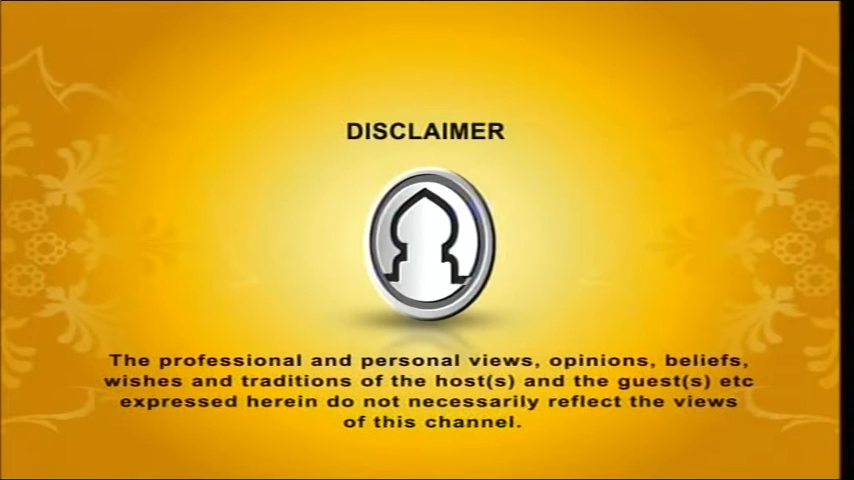 DISCLAIMER
The professional and personal views, opinions, beliefs,
wishes and traditions of the host(s) and the guest(s) etc
expressed herein do not necessarily reflect the views
of this channel.